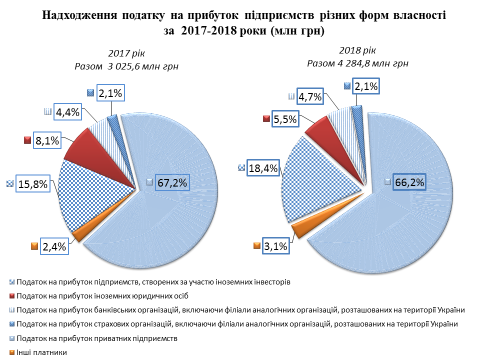 Надходження податку на прибуток підприємств різних форм власності
за 2017-2018 роки (млн грн)
2017 рік
Разом 3 025,6 млн грн
2018 рік
Разом 4 284,8 млн грн
2,1%
4,4%
8,1%
15,8%
2,4%
67,2%
2,1%
4,7%
5,5%
18,4%
3,1%
66,2%
Податок на прибуток підприємств, створених за участю іноземних інвесторів
Податок на прибуток іноземних юридичних осіб
Податок на прибуток банківських організацій, включаючи філіали аналогічних організацій, розташованих на території України
Податок на прибуток страхових організацій, включаючи філіали аналогічних організацій, розташованих на території України
Податок на прибуток приватних підприємств
Інші платники